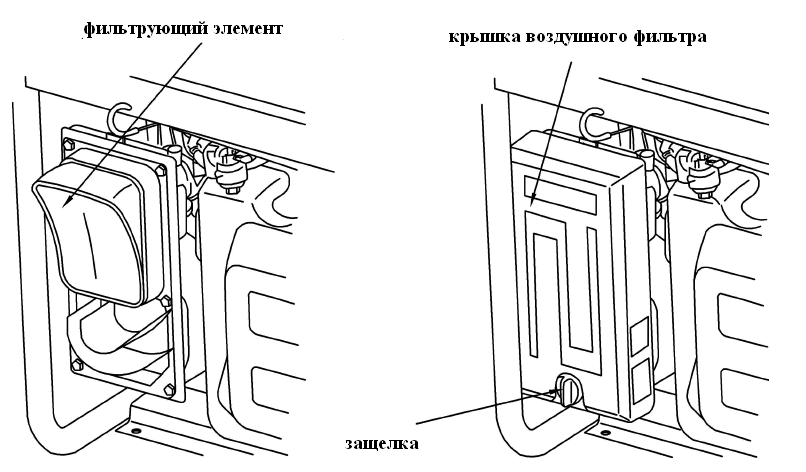 фильтрующий элемент
крышка воздушного фильтра
защелка